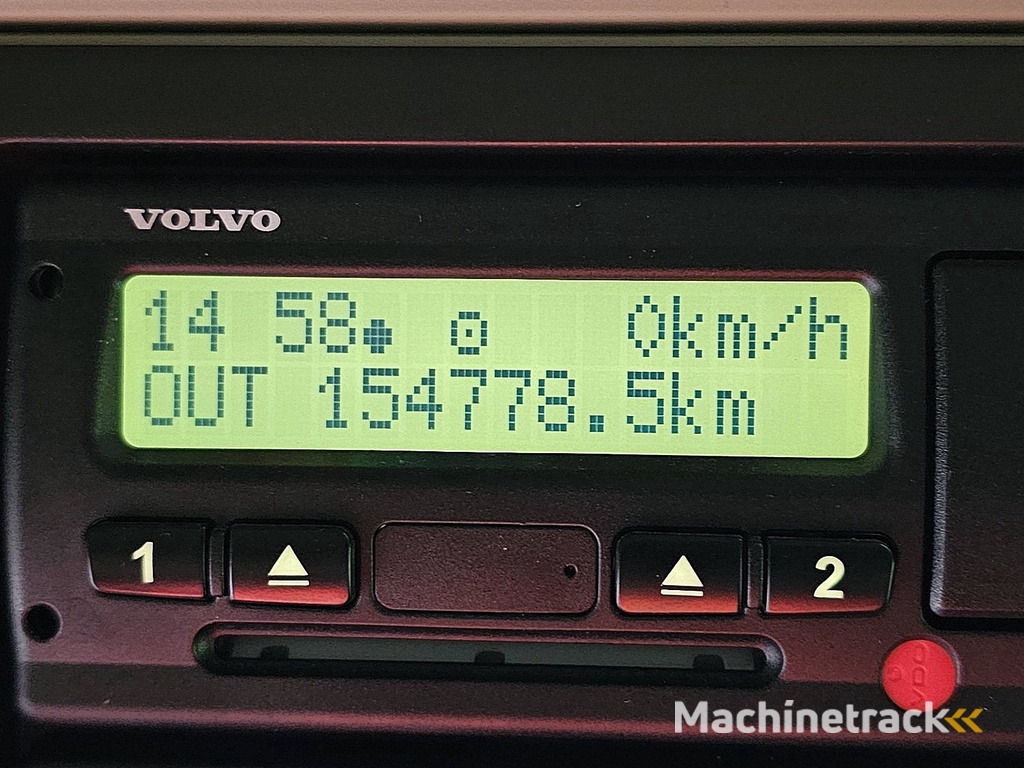 VOLVO
14 58 0km/h
OUT 154778.5km
1 2
VDO
Machinetrack